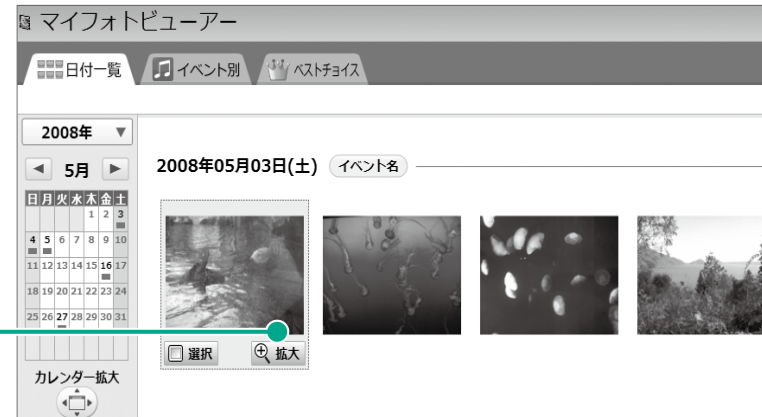 マイフォトビューアー
日付一覧 イベント別 ベストチョイス
2008年 ▼
◀ 5月 ▶
2008年05月03日(土) イベント名
日 月 火 水 木 金 土
1 2 3
4 5 6 7 8 9 10
11 12 13 14 15 16 17
18 19 20 21 22 23 24
25 26 27 28 29 30 31
選択 拡大
カレンダー拡大